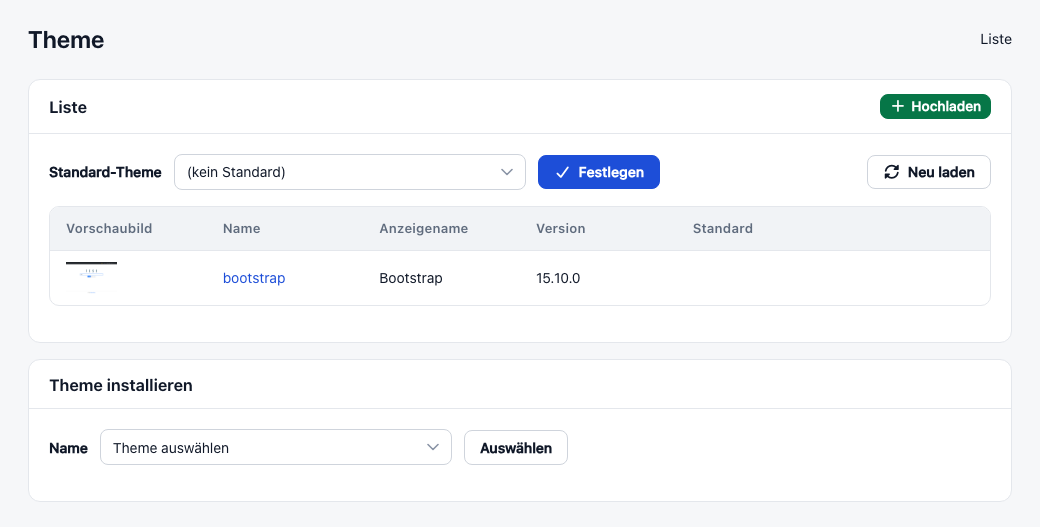 Theme
Liste
Liste
Hochladen
Standard-Theme (kein Standard) Festlegen Neu laden
Vorschaubild Name Anzeigename Version Standard
bootstrap Bootstrap 15.10.0
Theme installieren
Name Theme auswählen Auswählen